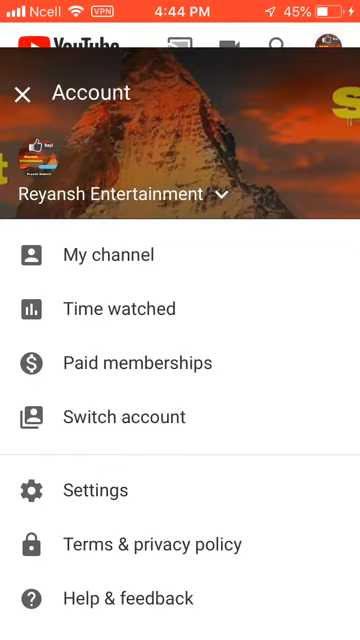 Ncell VPN 4:44 PM 45%
YouTube
Account
Reyansh Entertainment
My channel
Time watched
Paid memberships
Switch account
Settings
Terms & privacy policy
Help & feedback